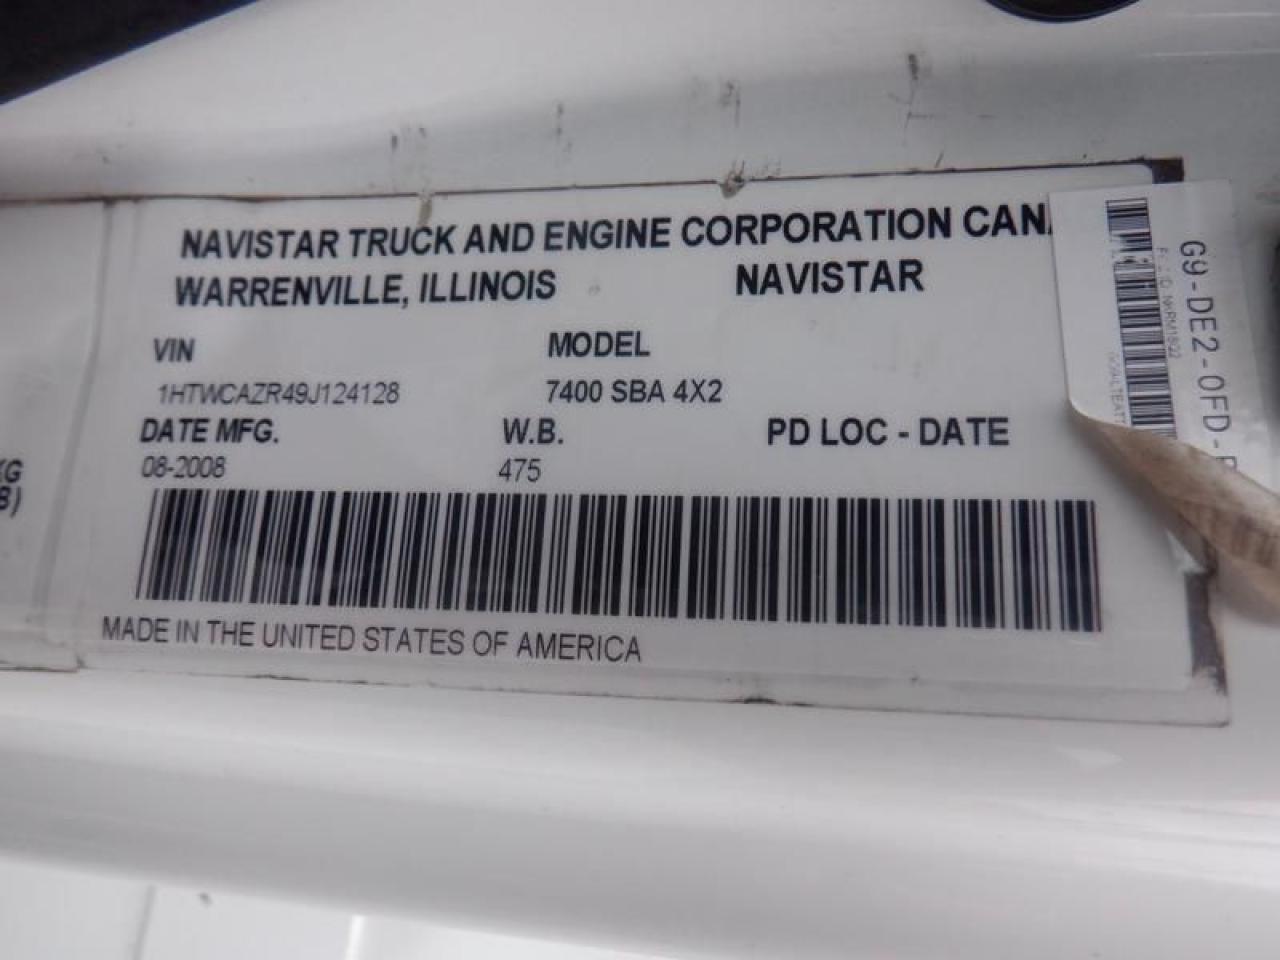 NAVISTAR TRUCK AND ENGINE CORPORATION CAN
WARRENVILLE, ILLINOIS NAVISTAR
VIN MODEL
1HTWCAZR49J124128 7400 SBA 4X2
DATE MFG. W.B. PD LOC - DATE
08-2008 475
MADE IN THE UNITED STATES OF AMERICA
G9-DE2-0FD-
KG
B)